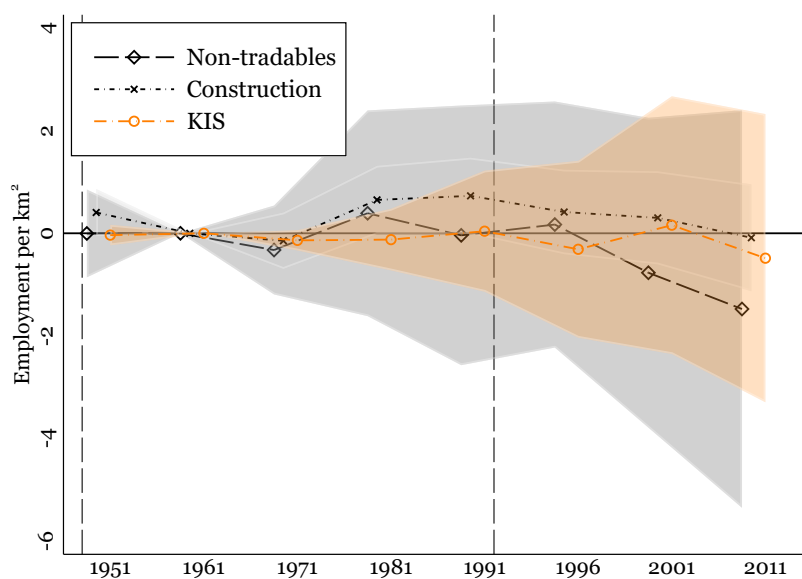 Non-tradables
Construction
KIS
Employment per km²
4
2
0
-2
-4
-6
1951 1961 1971 1981 1991 1996 2001 2011